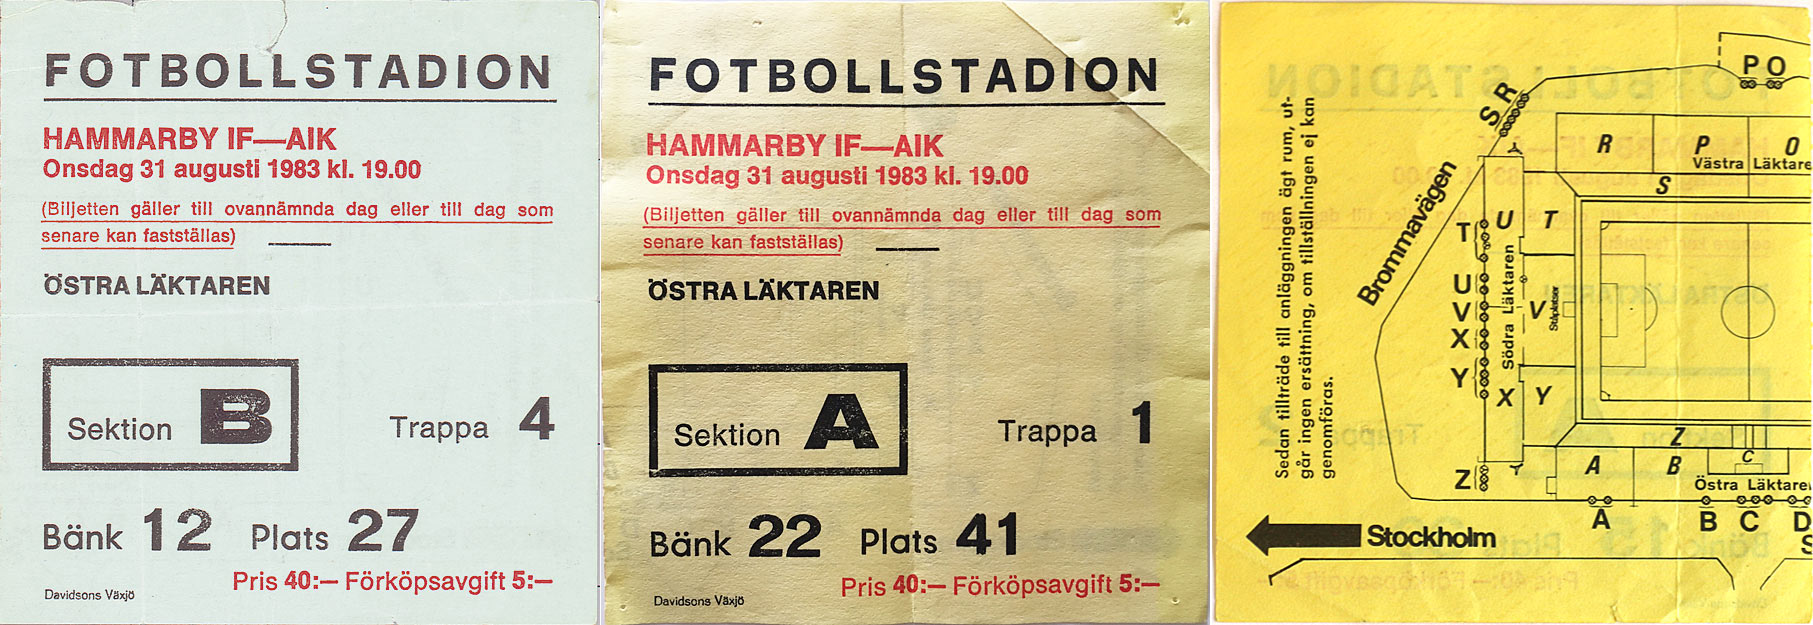 FOTBOLLSTADION
HAMMARBY IF—AIK
Onsdag 31 augusti 1983 kl. 19.00
(Biljetten gäller till ovannämnda dag eller till dag som
senare kan fastställas)
ÖSTRA LÄKTAREN
Sektion B Trappa 4
Bänk 12 Plats 27
Pris 40:— Förköpsavgift 5:—
Davidsons Växjö
FOTBOLLSTADION
HAMMARBY IF—AIK
Onsdag 31 augusti 1983 kl. 19.00
(Biljetten gäller till ovannämnda dag eller till dag som
senare kan fastställas)
ÖSTRA LÄKTAREN
Sektion A Trappa 1
Bänk 22 Plats 41
Pris 40:— Förköpsavgift 5:—
Davidsons Växjö
Sedan tillträde till anläggningen ägt rum, ut-
går ingen ersättning, om tillställningen ej kan
genomföras.
Brommavägen
S R
P O
R P O
Västra Läktare
S
T
U
V
X
Y
Z
U T
Södra Läktaren
V
Ståplatser
X Y
Z
A B C
Östra Läktaren
A B C D
S
Stockholm